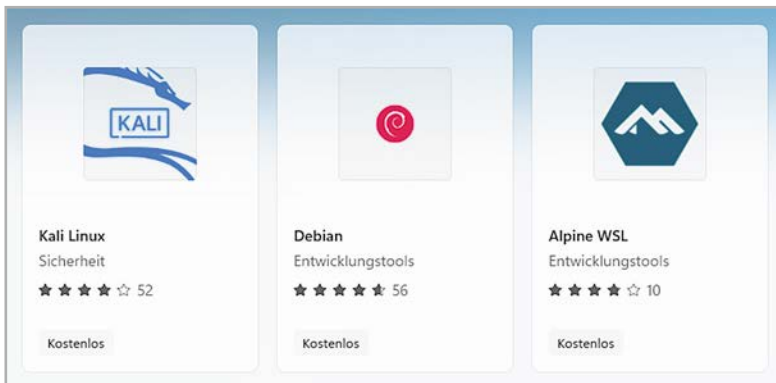 KALI
Kali Linux
Sicherheit
52
Kostenlos
Debian
Entwicklungstools
56
Kostenlos
Alpine WSL
Entwicklungstools
10
Kostenlos